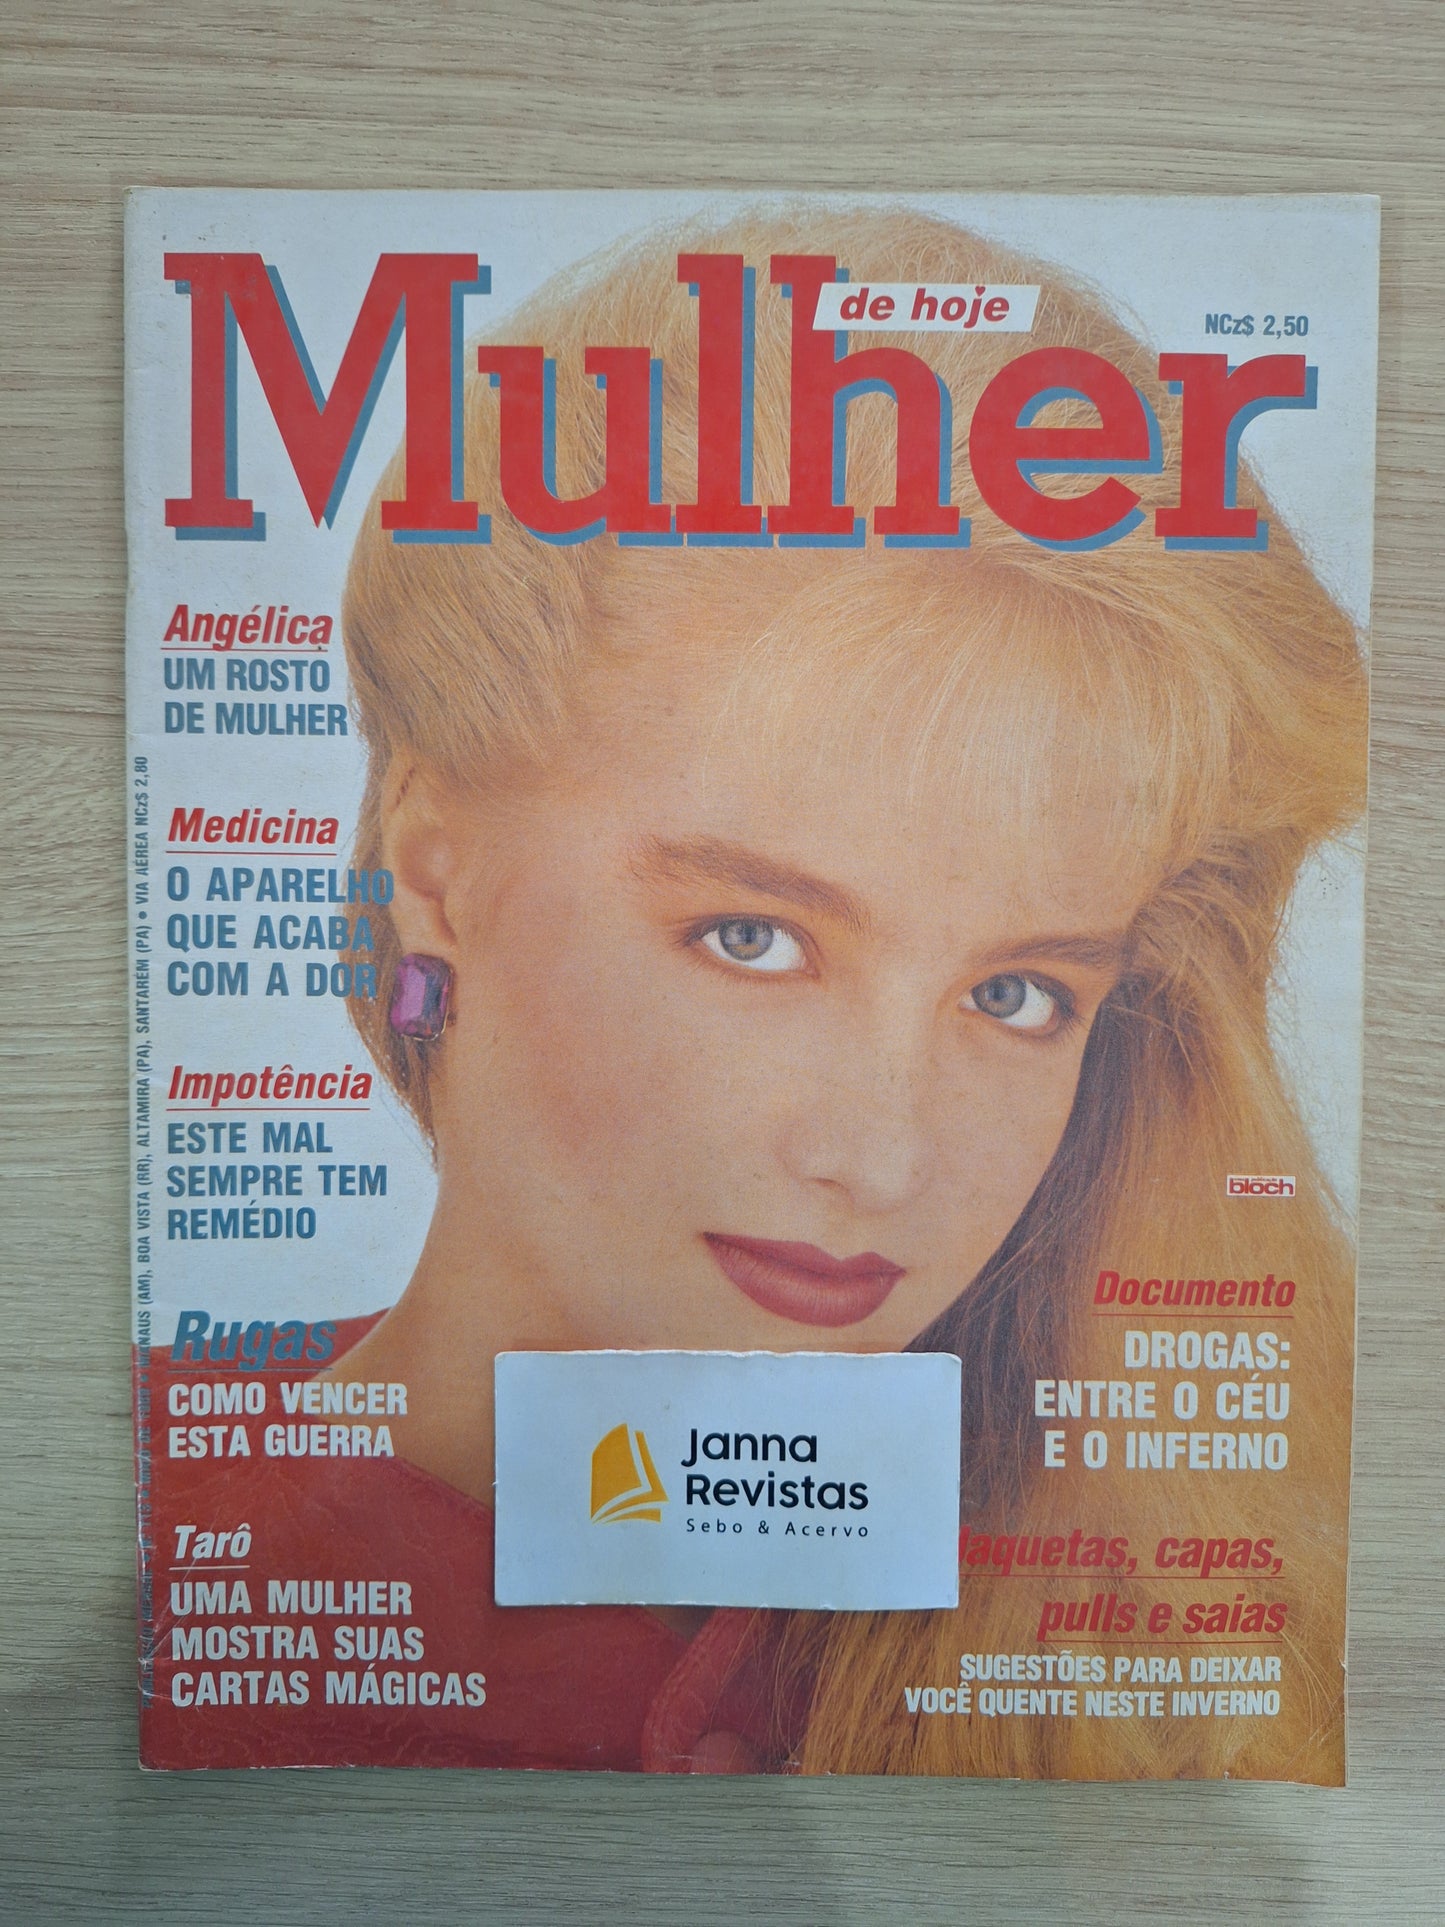 Mulher
de hoje
NCz$ 2,50
Angélica
UM ROSTO
DE MULHER
Medicina
O APARELHO
QUE ACABA
COM A DOR
Impotência
ESTE MAL
SEMPRE TEM
REMÉDIO
Rugas
COMO VENCER
ESTA GUERRA
Tarô
UMA MULHER
MOSTRA SUAS
CARTAS MÁGICAS
(AM), BOA VISTA (RR), ALTAMIRA (PA), SANTARÉM (PA) • VIA AÉREA NCz$ 2,80
bloch
Documento
DROGAS:
ENTRE O CÉU
E O INFERNO
capas,
pulls e saias
SUGESTÕES PARA DEIXAR
VOCÊ QUENTE NESTE INVERNO
Janna
Revistas
Sebo & Acervo